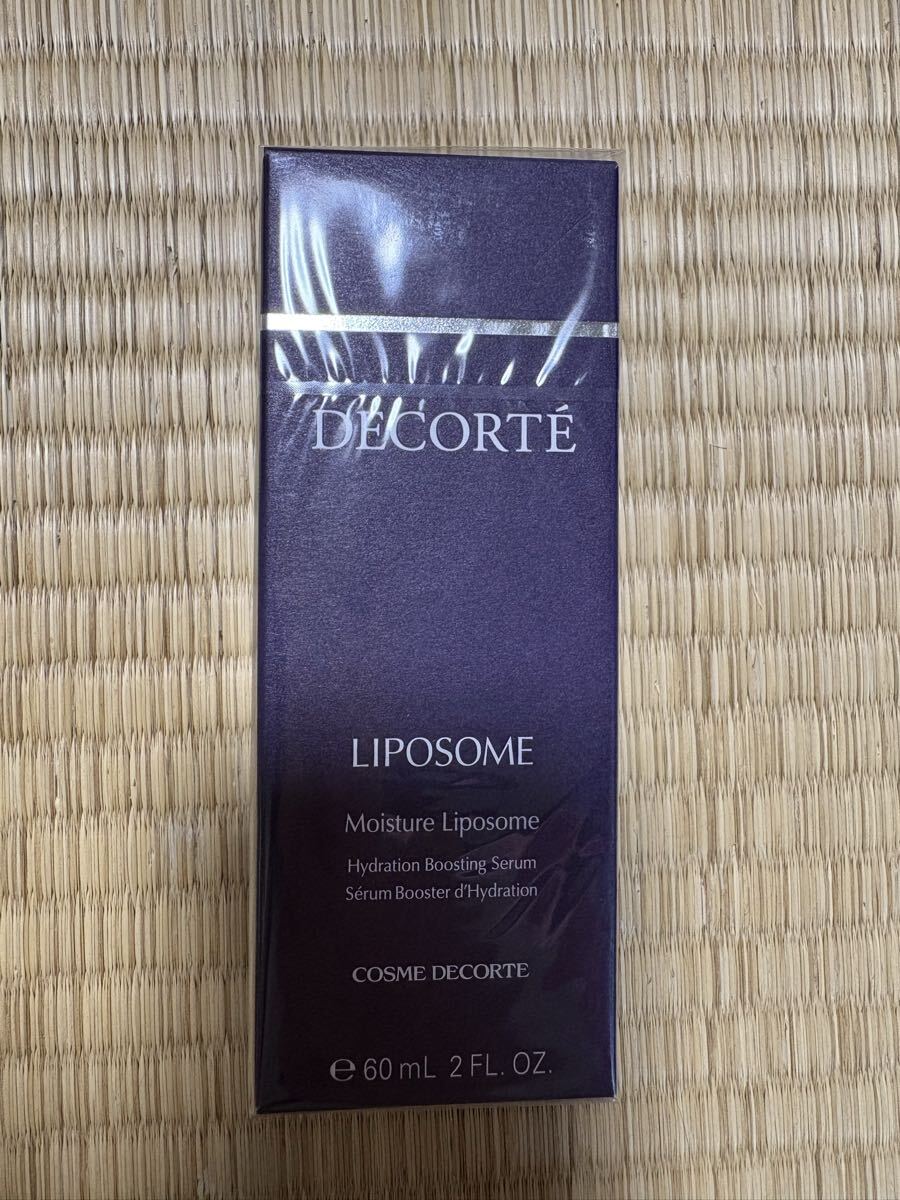 DECORTÉ
LIPOSOME
Moisture Liposome
Hydration Boosting Serum
Sérum Booster d'Hydration
COSME DECORTE
℮ 60 mL 2 FL. OZ.